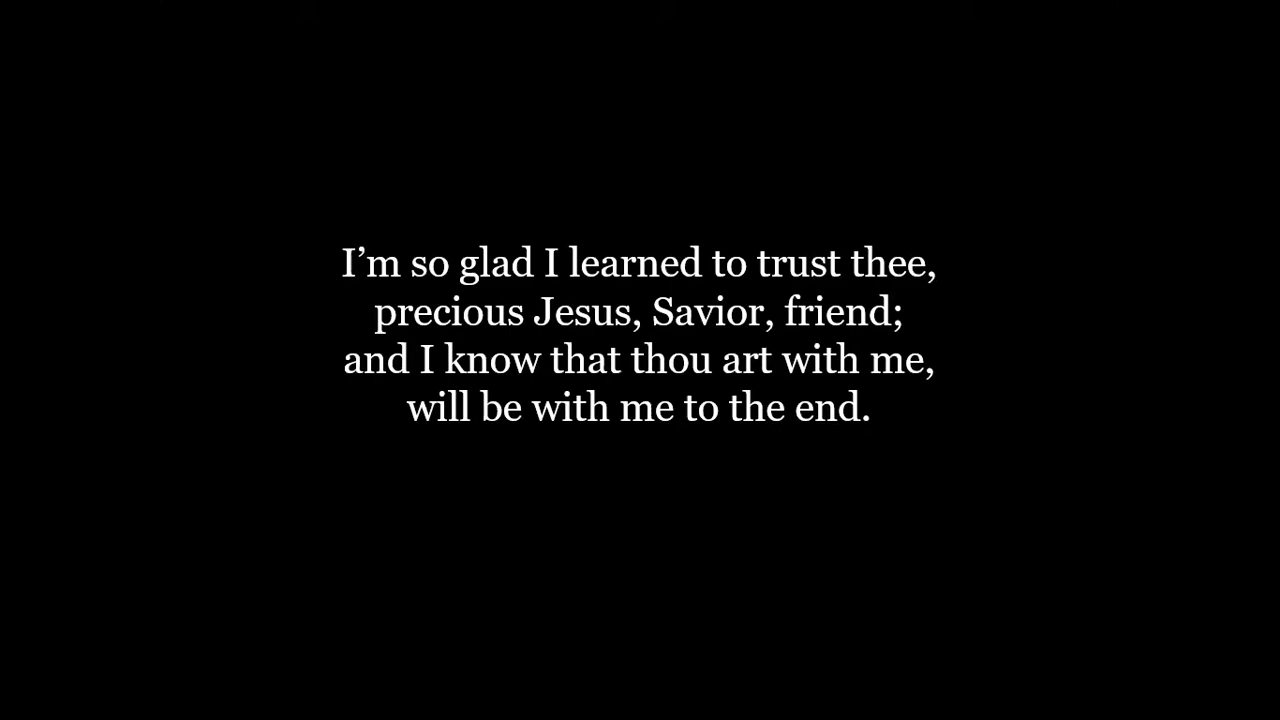 I’m so glad I learned to trust thee,
precious Jesus, Savior, friend;
and I know that thou art with me,
will be with me to the end.